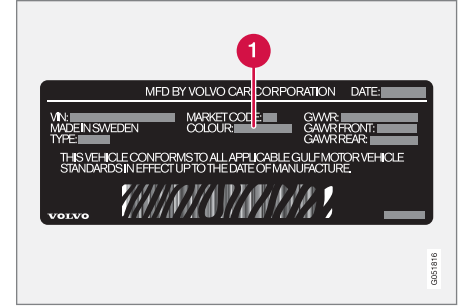 1
MFD BY VOLVO CAR CORPORATION DATE:
VIN: MARKET CODE: GVWR:
MADE IN SWEDEN COLOUR: GAWR FRONT:
TYPE: GAWR REAR:
THIS VEHICLE CONFORMS TO ALL APPLICABLE GULF MOTOR VEHICLE
STANDARDS IN EFFECT UP TO THE DATE OF MANUFACTURE.
VOLVO
G051816